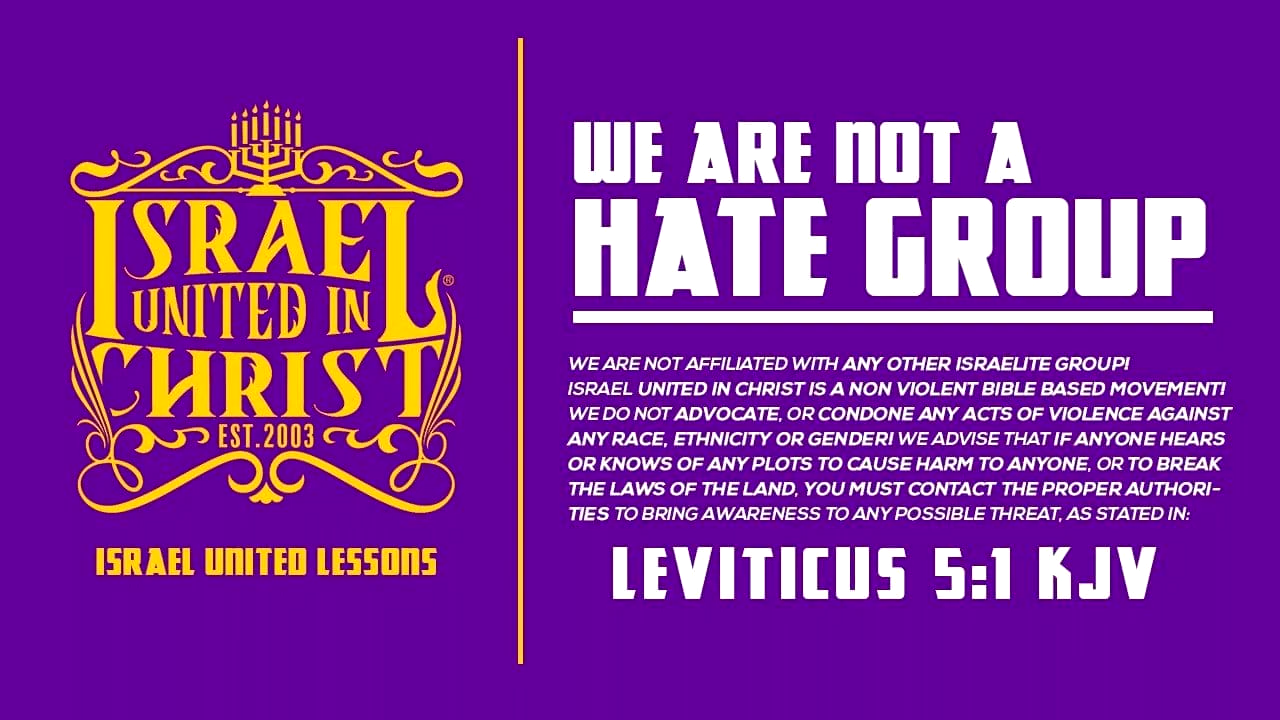 ISRAEL
UNITED IN
CHRIST
®
EST. 2003
ISRAEL UNITED LESSONS
WE ARE NOT A
HATE GROUP
WE ARE NOT AFFILIATED WITH ANY OTHER ISRAELITE GROUP!
ISRAEL UNITED IN CHRIST IS A NON VIOLENT BIBLE BASED MOVEMENT!
WE DO NOT ADVOCATE, OR CONDONE ANY ACTS OF VIOLENCE AGAINST
ANY RACE, ETHNICITY OR GENDER! WE ADVISE THAT IF ANYONE HEARS
OR KNOWS OF ANY PLOTS TO CAUSE HARM TO ANYONE, OR TO BREAK
THE LAWS OF THE LAND, YOU MUST CONTACT THE PROPER AUTHORI-
TIES TO BRING AWARENESS TO ANY POSSIBLE THREAT, AS STATED IN:
LEVITICUS 5:1 KJV